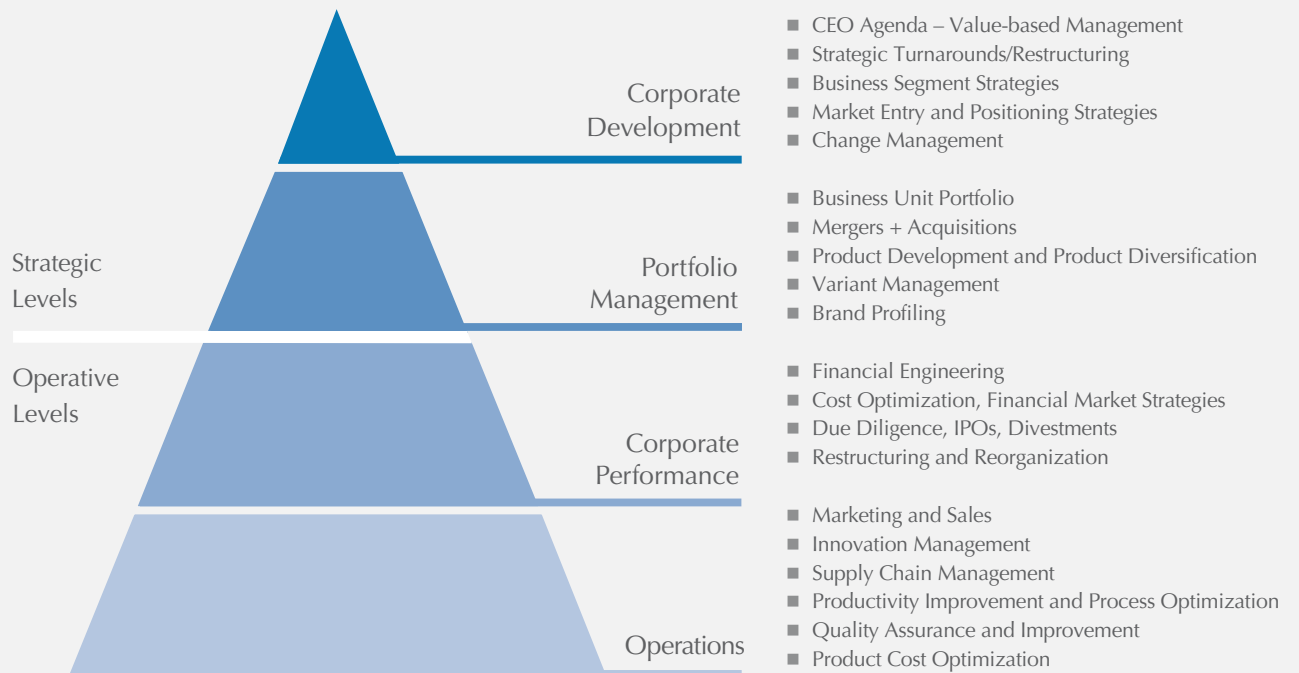 Strategic
Levels
Operative
Levels
Corporate
Development
■ CEO Agenda – Value-based Management
■ Strategic Turnarounds/Restructuring
■ Business Segment Strategies
■ Market Entry and Positioning Strategies
■ Change Management
Portfolio
Management
■ Business Unit Portfolio
■ Mergers + Acquisitions
■ Product Development and Product Diversification
■ Variant Management
■ Brand Profiling
Corporate
Performance
■ Financial Engineering
■ Cost Optimization, Financial Market Strategies
■ Due Diligence, IPOs, Divestments
■ Restructuring and Reorganization
Operations
■ Marketing and Sales
■ Innovation Management
■ Supply Chain Management
■ Productivity Improvement and Process Optimization
■ Quality Assurance and Improvement
■ Product Cost Optimization